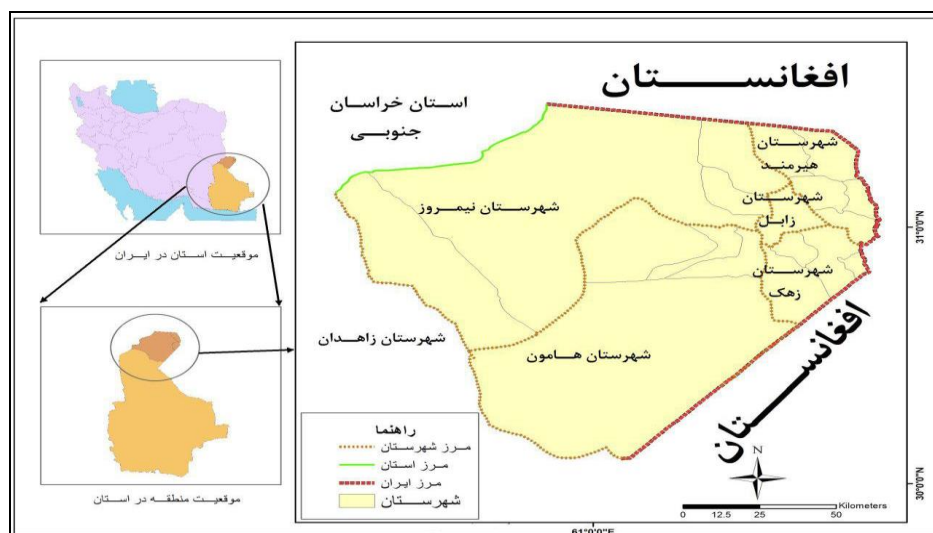 افغانستان
استان خراسان
جنوبی
شهرستان
هیرمند
شهرستان
زابل
شهرستان نیمروز
31°0'0"N
شهرستان
زهک
موقعیت استان در ایران
شهرستان زاهدان
شهرستان هامون
افغانستان
راهنما
مرز شهرستان
مرز استان
مرز ایران
شهرستان
N
30°0'0"N
Kilometers
0 12.5 25 50
موقعیت منطقه در استان
61°0'0"E